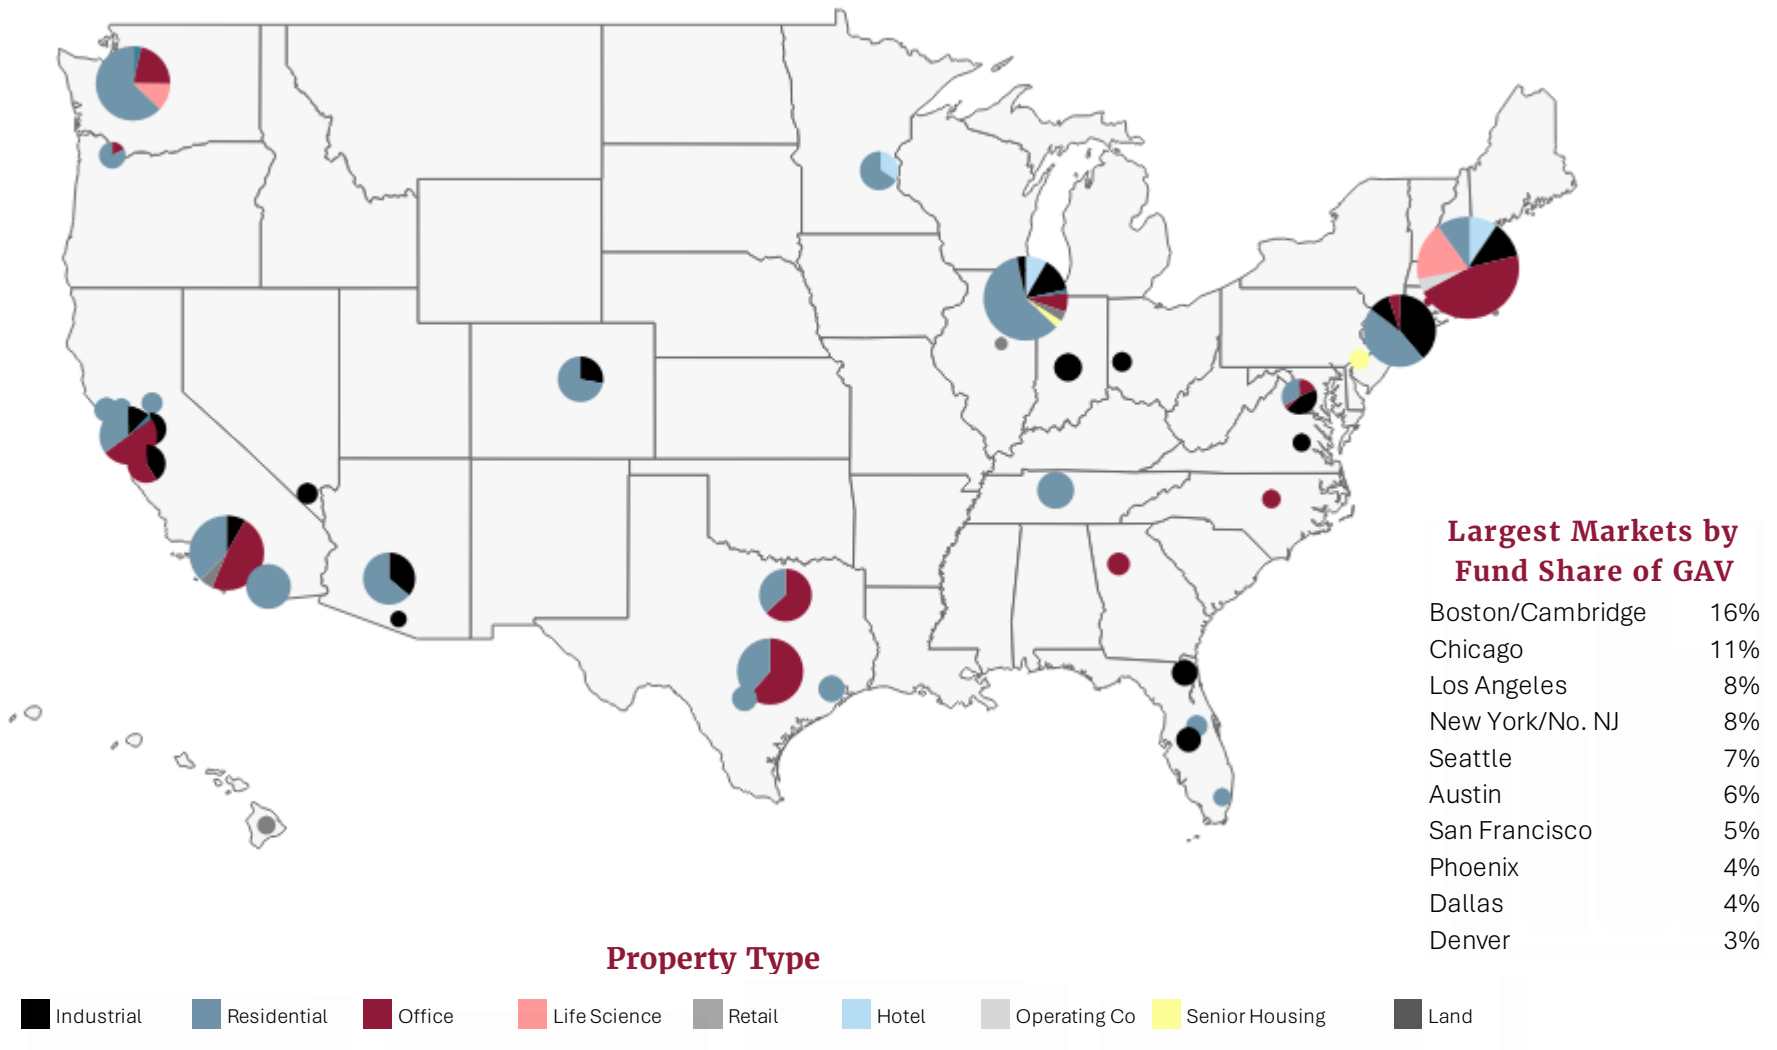 Largest Markets by
Fund Share of GAV
Boston/Cambridge 16%
Chicago 11%
Los Angeles 8%
New York/No. NJ 8%
Seattle 7%
Austin 6%
San Francisco 5%
Phoenix 4%
Dallas 4%
Denver 3%
Property Type
Industrial Residential Office Life Science Retail Hotel Operating Co Senior Housing Land